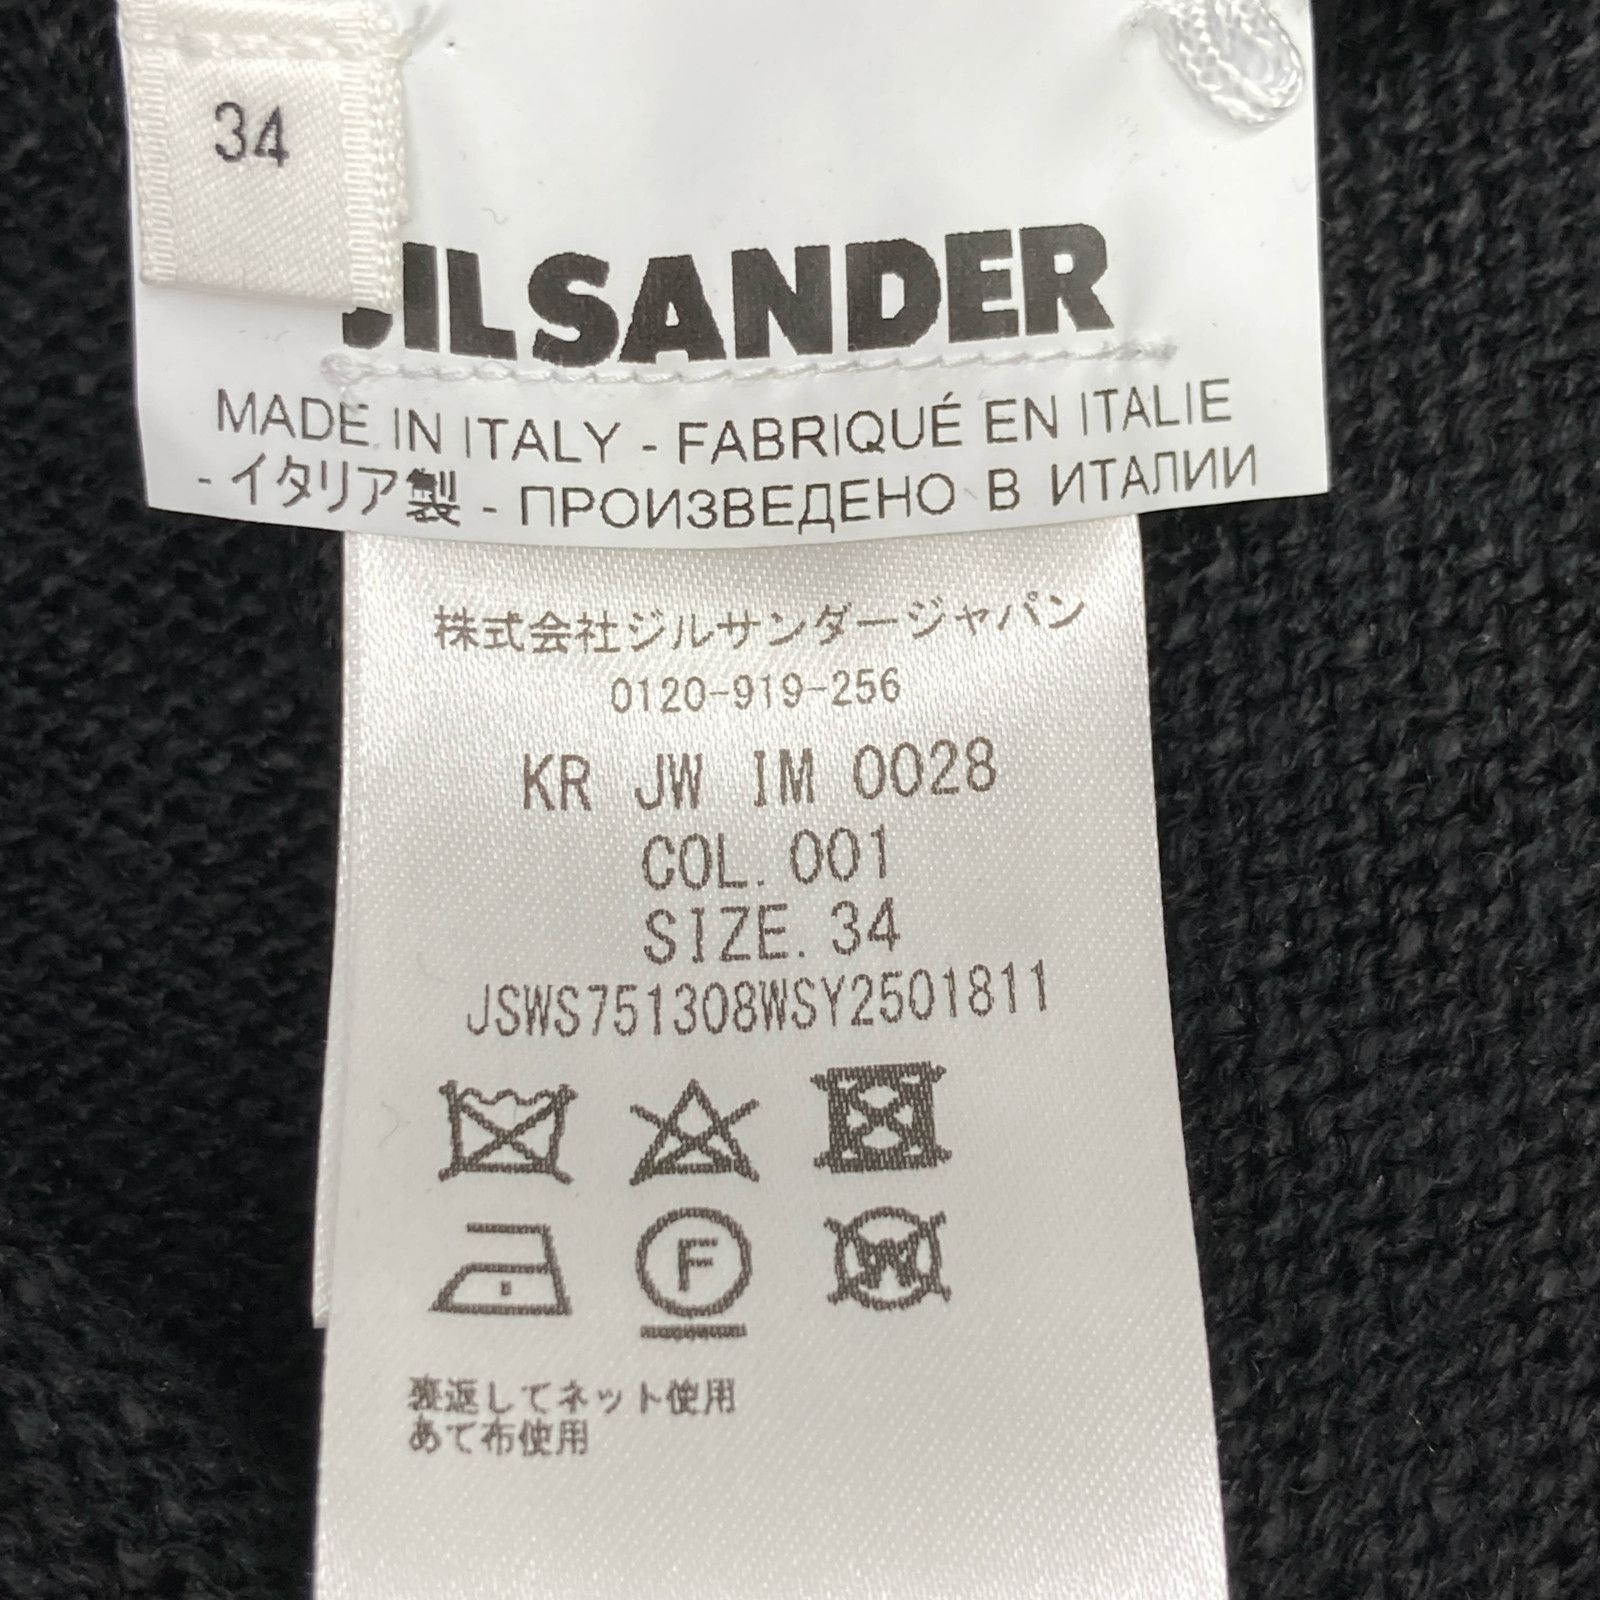 34
JILSANDER
MADE IN ITALY - FABRIQUÉ EN ITALIE
- イタリア製 - ПРОИЗВЕДЕНО В ИТАЛИИ
株式会社ジルサンダージャパン
0120-919-256
KR JW IM 0028
COL. 001
SIZE. 34
JSWS751308WSY2501811
F
W
裏返してネット使用
あて布使用